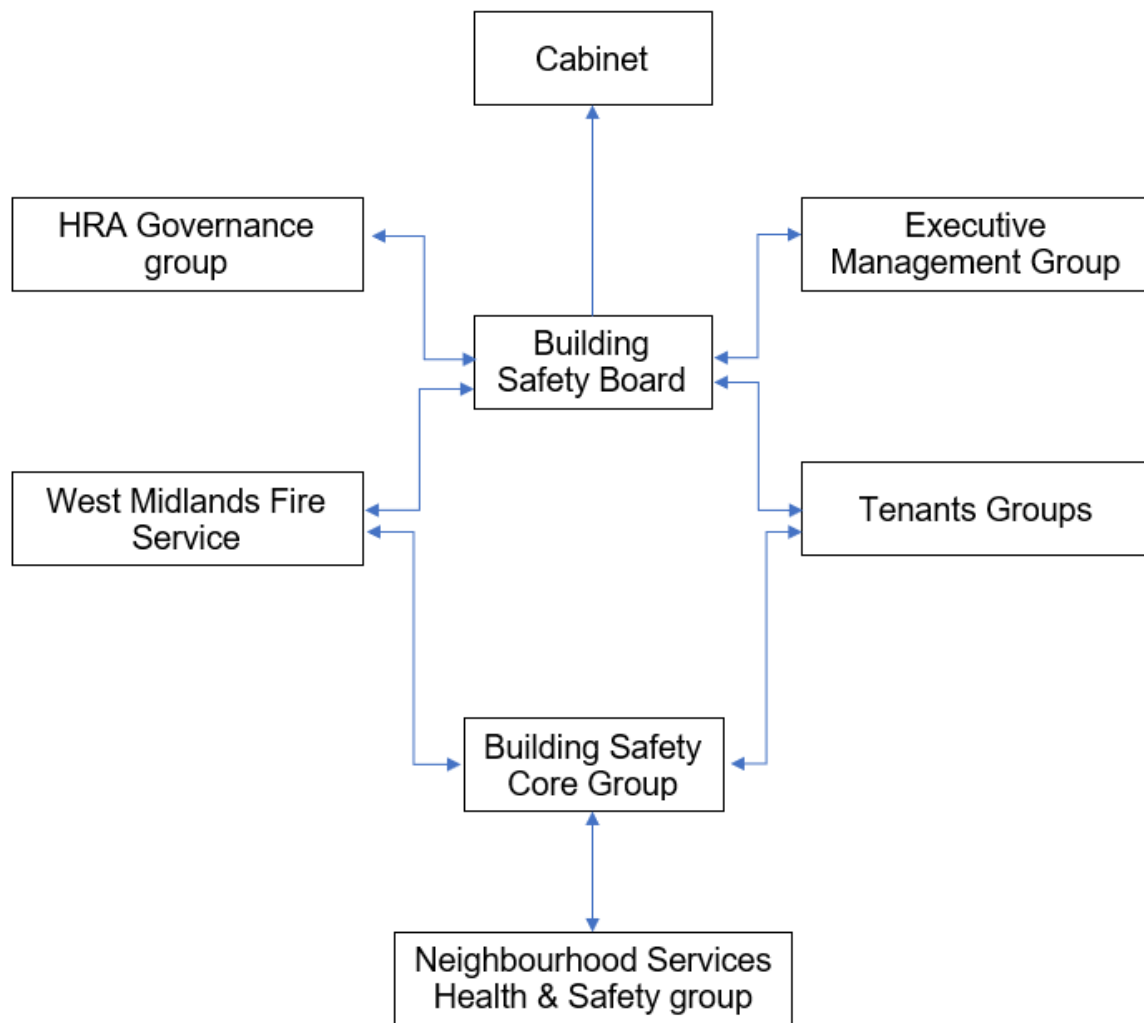 Cabinet
HRA Governance
group
Executive
Management Group
Building
Safety Board
West Midlands Fire
Service
Tenants Groups
Building Safety
Core Group
Neighbourhood Services
Health & Safety group